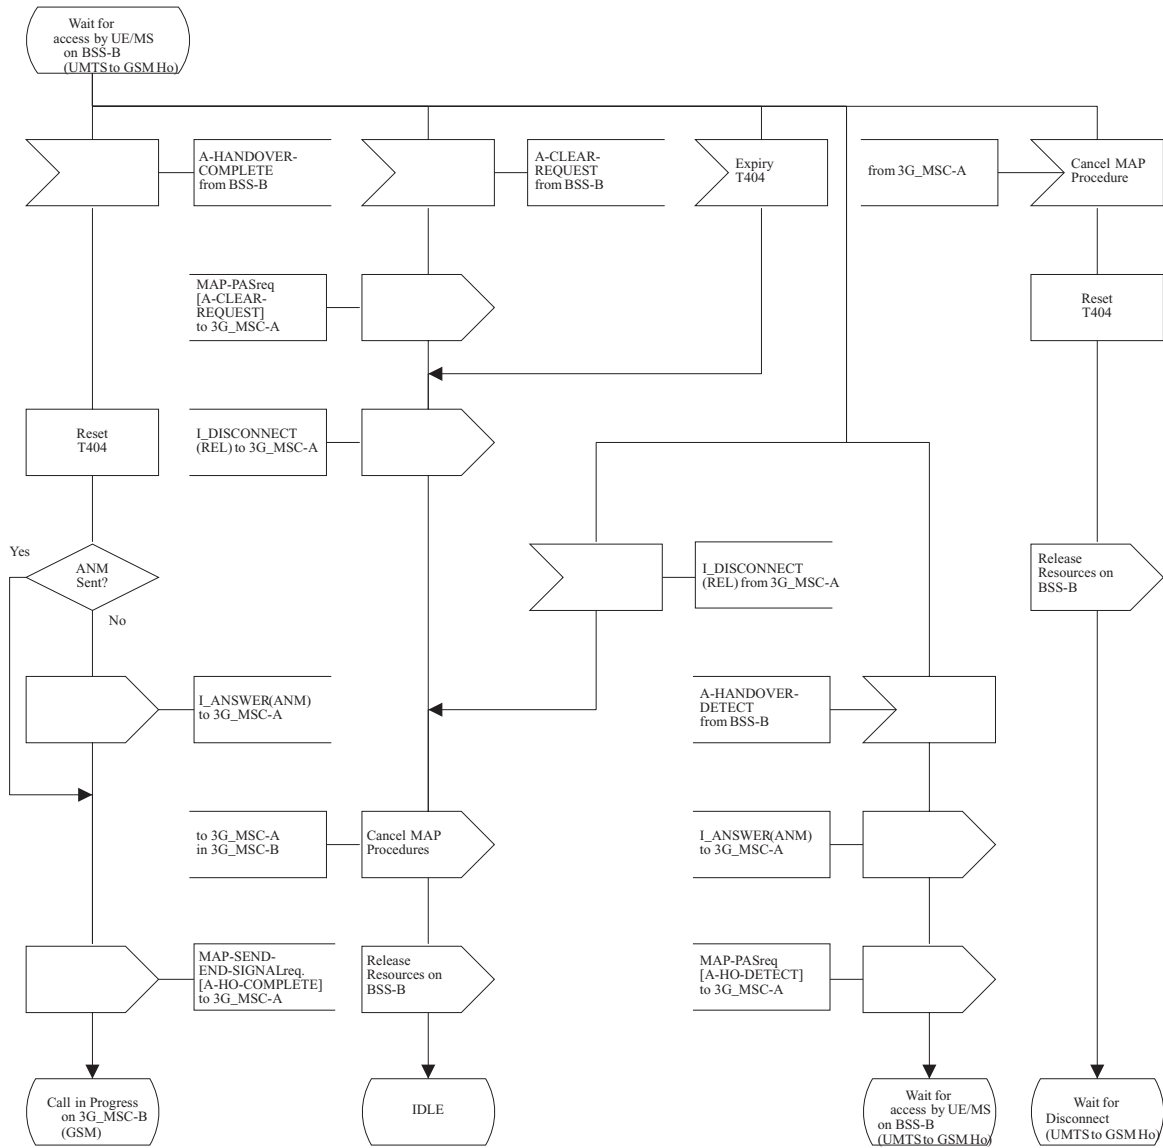 Wait for
access by UE/MS
on BSS-B
(UMTS to GSM Ho)
A-HANDOVER-
COMPLETE
from BSS-B
A-CLEAR-
REQUEST
from BSS-B
Expiry
T404
from 3G_MSC-A
Cancel MAP
Procedure
MAP-PASreq
[A-CLEAR-
REQUEST]
to 3G_MSC-A
Reset
T404
Reset
T404
I_DISCONNECT
(REL) to 3G_MSC-A
Yes
ANM
Sent?
No
I_DISCONNECT
(REL) from 3G_MSC-A
Release
Resources on
BSS-B
I_ANSWER(ANM)
to 3G_MSC-A
A-HANDOVER-
DETECT
from BSS-B
to 3G_MSC-A
in 3G_MSC-B
Cancel MAP
Procedures
I_ANSWER(ANM)
to 3G_MSC-A
MAP-SEND-
END-SIGNALreq.
[A-HO-COMPLETE]
to 3G_MSC-A
Release
Resources on
BSS-B
MAP-PASreq
[A-HO-DETECT]
to 3G_MSC-A
Call in Progress
on 3G_MSC-B
(GSM)
IDLE
Wait for
access by UE/MS
on BSS-B
(UMTS to GSM Ho)
Wait for
Disconnect
(UMTS to GSM Ho)